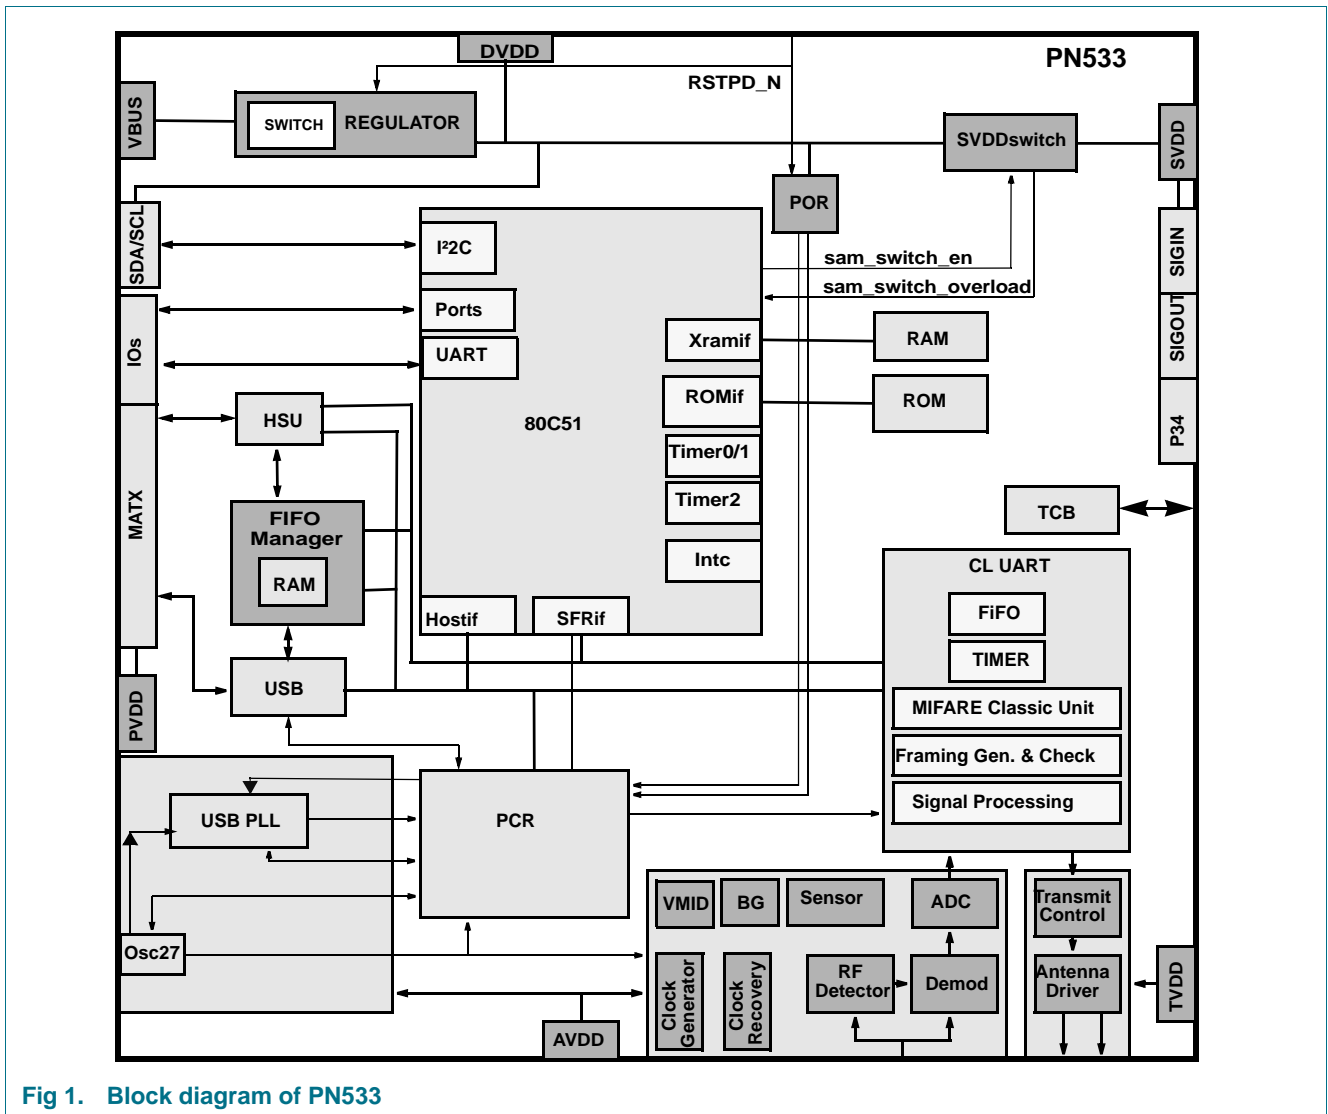 DVDD
PN533
RSTPD_N
VBUS
SWITCH
REGULATOR
SVDDswitch
SVDD
POR
SDA/SCL
I²2C
sam_switch_en
SIGIN
sam_switch_overload
Ports
IOs
UART
Xramif
RAM
SIGOUT
ROMif
ROM
HSU
80C51
P34
Timer0/1
MATX
Timer2
TCB
FIFO
Manager
RAM
Intc
CL UART
FiFO
Hostif
SFRif
TIMER
USB
MIFARE Classic Unit
PVDD
Framing Gen. & Check
USB PLL
PCR
Signal Processing
VMID
BG
Sensor
ADC
Transmit
Control
Osc27
Clock
Generator
Clock
Recovery
RF
Detector
Demod
Antenna
Driver
TVDD
AVDD
Fig 1. Block diagram of PN533